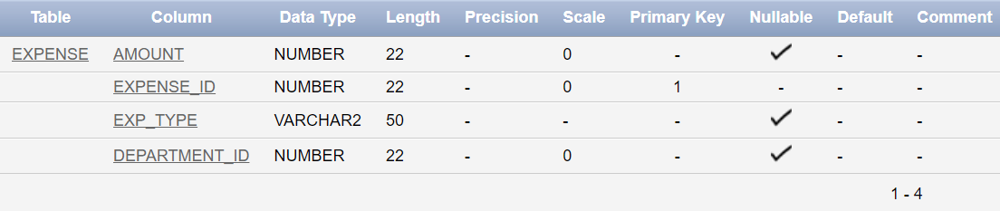 Table Column Data Type Length Precision Scale Primary Key Nullable Default Comment
EXPENSE AMOUNT NUMBER 22 - 0 - ✓ - -
EXPENSE_ID NUMBER 22 - 0 1 - - -
EXP_TYPE VARCHAR2 50 - - - ✓ - -
DEPARTMENT_ID NUMBER 22 - 0 - ✓ - -
1 - 4